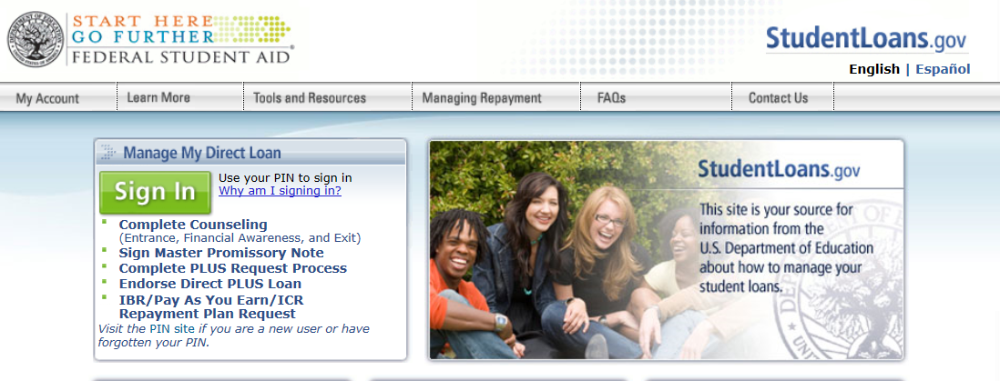 START HERE
GO FURTHER
FEDERAL STUDENT AID®
StudentLoans.gov
English | Español
My Account
Learn More
Tools and Resources
Managing Repayment
FAQs
Contact Us
Manage My Direct Loan
Sign In
Use your PIN to sign in
Why am I signing in?
Complete Counseling
(Entrance, Financial Awareness, and Exit)
Sign Master Promissory Note
Complete PLUS Request Process
Endorse Direct PLUS Loan
IBR/Pay As You Earn/ICR
Repayment Plan Request
Visit the PIN site if you are a new user or have
forgotten your PIN.
StudentLoans.gov
This site is your source for
information from the
U.S. Department of Education
about how to manage your
student loans.